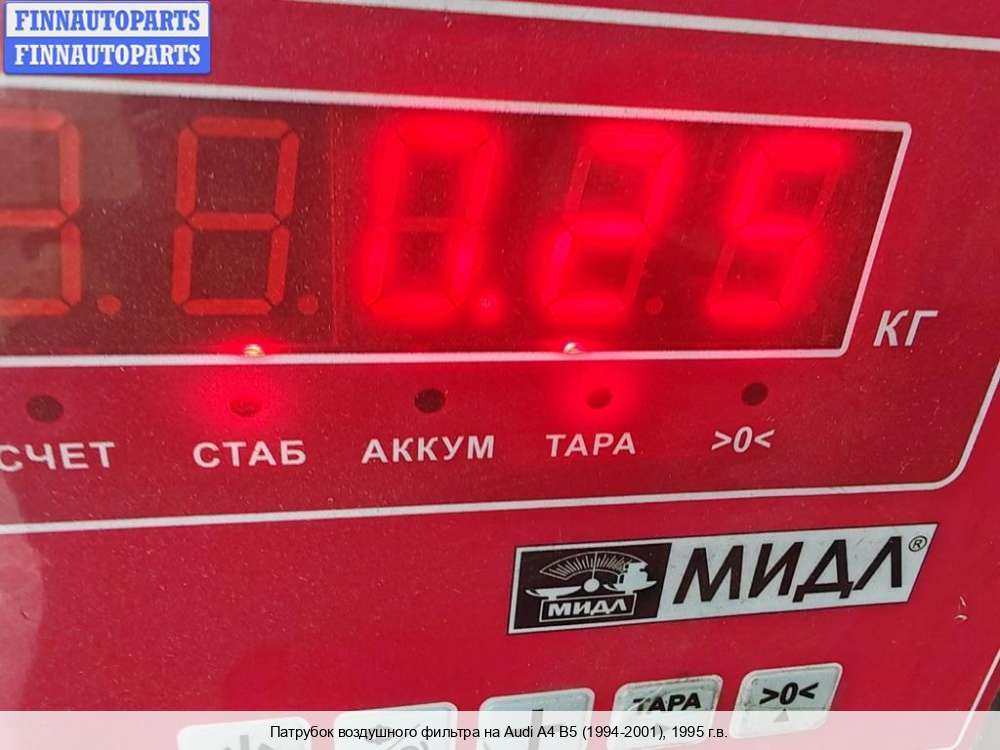 FINNAUTOPARTS
FINNAUTOPARTS
0.25
КГ
СЧЕТ СТАБ АККУМ ТАРА >0<
МИДЛ МИДЛ®
ТАРА >0<
Патрубок воздушного фильтра на Audi A4 B5 (1994-2001), 1995 г.в.